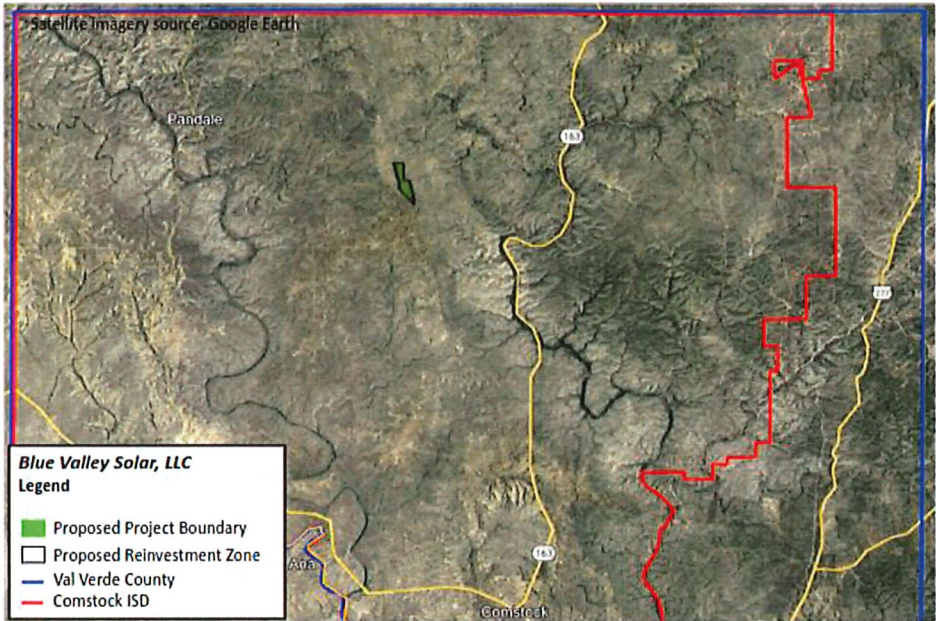 *Satellite imagery source: Google Earth
Pandale
163
277
Blue Valley Solar, LLC
Legend
Proposed Project Boundary
Proposed Reinvestment Zone
Val Verde County
Comstock ISD
163
Comstock